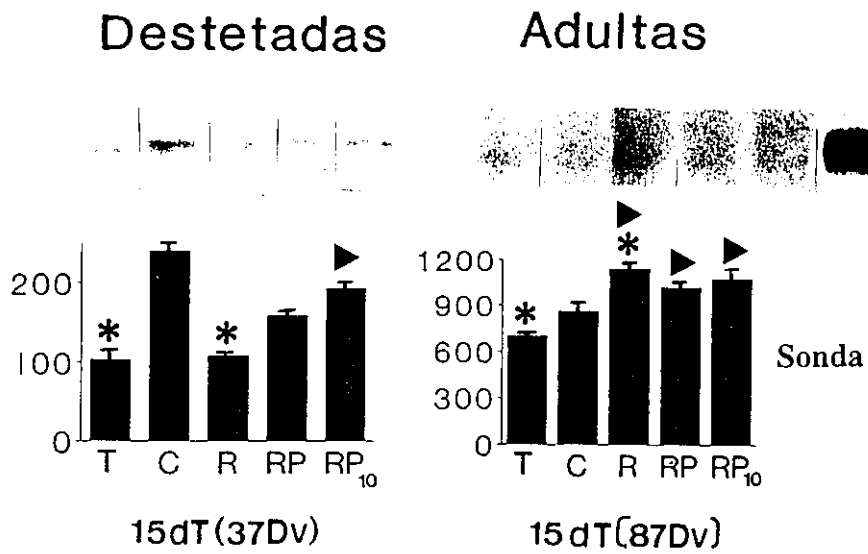 Destetadas
Adultas
200
100
0
* * ▶
T C R RP RP₁₀
15dT(37Dv)
1200
900
600
300
0
* ▶ * ▶ ▶
T C R RP RP₁₀
15dT(87Dv)
Sonda